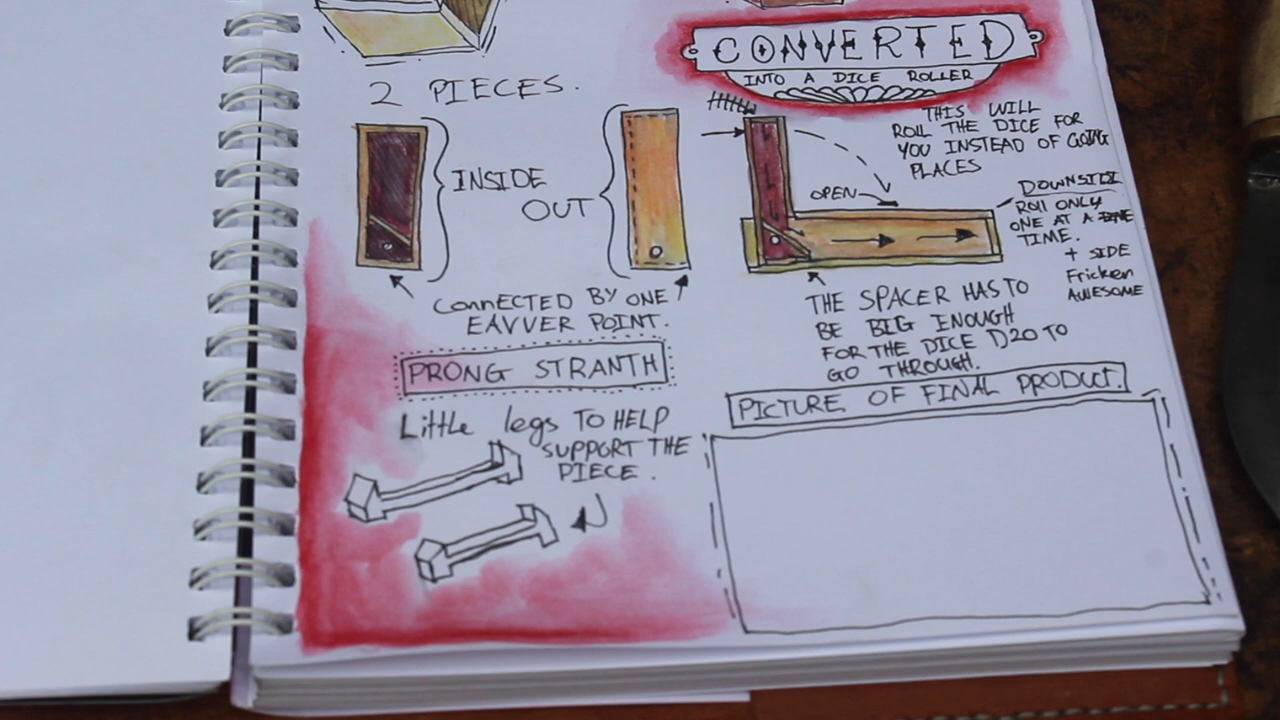 2 PIECES.
INSIDE
OUT
CONNECTED BY ONE
EAVVER POINT.
PRONG STRANTH
Little legs TO HELP
SUPPORT THE
PIECE.
CONVERTED
INTO A DICE ROLLER
THIS WILL
ROLL THE DICE FOR
YOU INSTEAD OF GOING
PLACES
OPEN
DOWNSIDE
ROLL ONLY
ONE AT A
TIME.
+ SIDE
Fricken
AWESOME
THE SPACER HAS TO
BE BIG ENOUGH
FOR THE DICE D20 TO
GO THROUGH.
PICTURE OF FINAL PRODUCT.